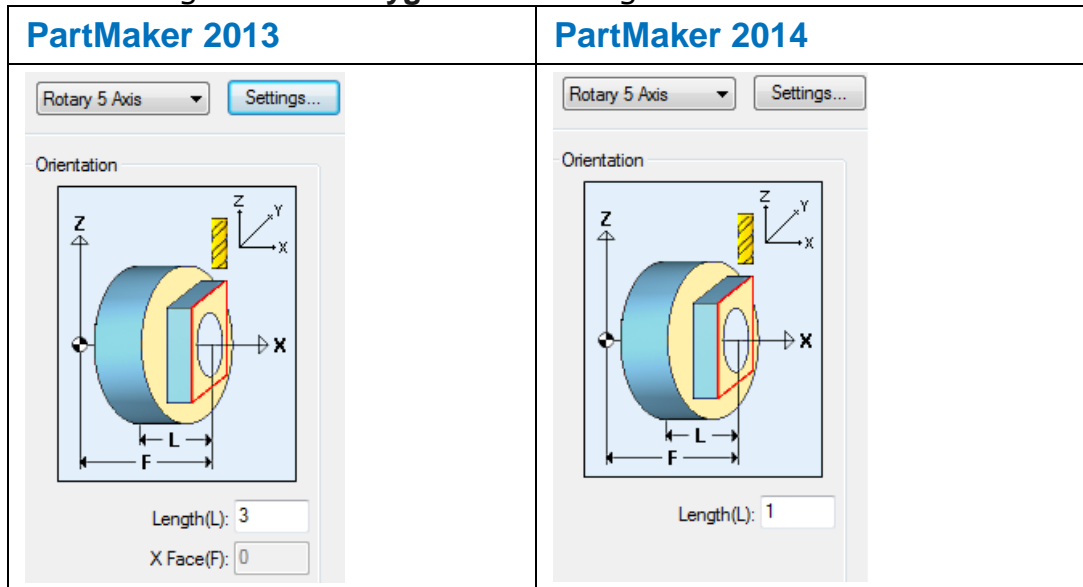 PartMaker 2013
PartMaker 2014
Rotary 5 Axis
Settings...
Orientation
Z
Z
Y
X
X
L
F
Length(L): 3
X Face(F): 0
Rotary 5 Axis
Settings...
Orientation
Z
Z
Y
X
X
L
F
Length(L): 1